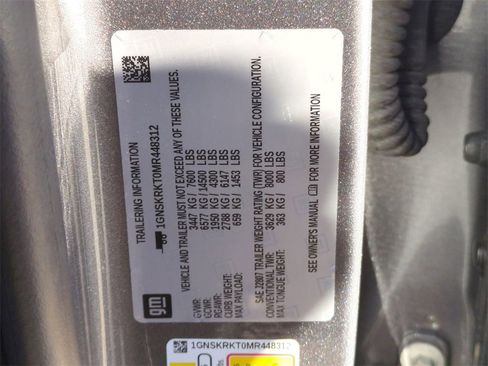 gm
TRAILERING INFORMATION
1GNSKRKT0MR448312
VEHICLE AND TRAILER MUST NOT EXCEED ANY OF THESE VALUES.
GVWR: 3447 KG/ 7600 LBS
GCWR: 6577 KG/ 14500 LBS
RGAWR: 1950 KG/ 4300 LBS
CURB WEIGHT: 2788 KG/ 6147 LBS
MAX PAYLOAD: 659 KG/ 1453 LBS
SAE J2807 TRAILER WEIGHT RATING (TWR) FOR VEHICLE CONFIGURATION.
CONVENTIONAL TWR: 3629 KG/ 8000 LBS
MAX TONGUE WEIGHT: 363 KG/ 800 LBS
SEE OWNER'S MANUAL FOR MORE INFORMATION
1GNSKRKT0MR448312